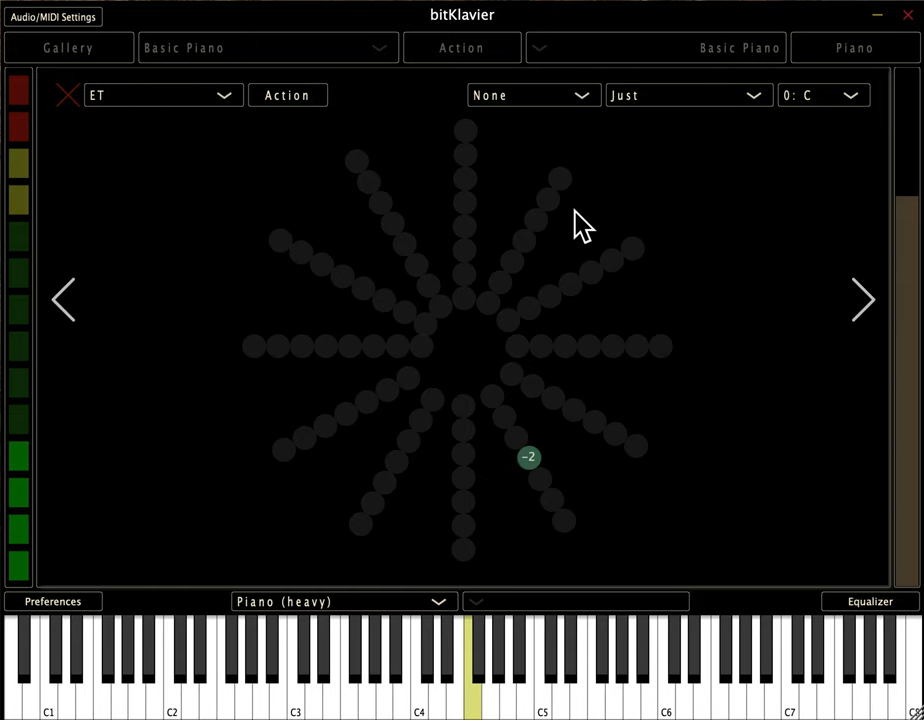 Audio/MIDI Settings
bitKlavier
Gallery
Basic Piano
Action
Basic Piano
Piano
ET
Action
None
Just
0: C
-2
Preferences
Piano (heavy)
Equalizer
C1 C2 C3 C4 C5 C6 C7 C8